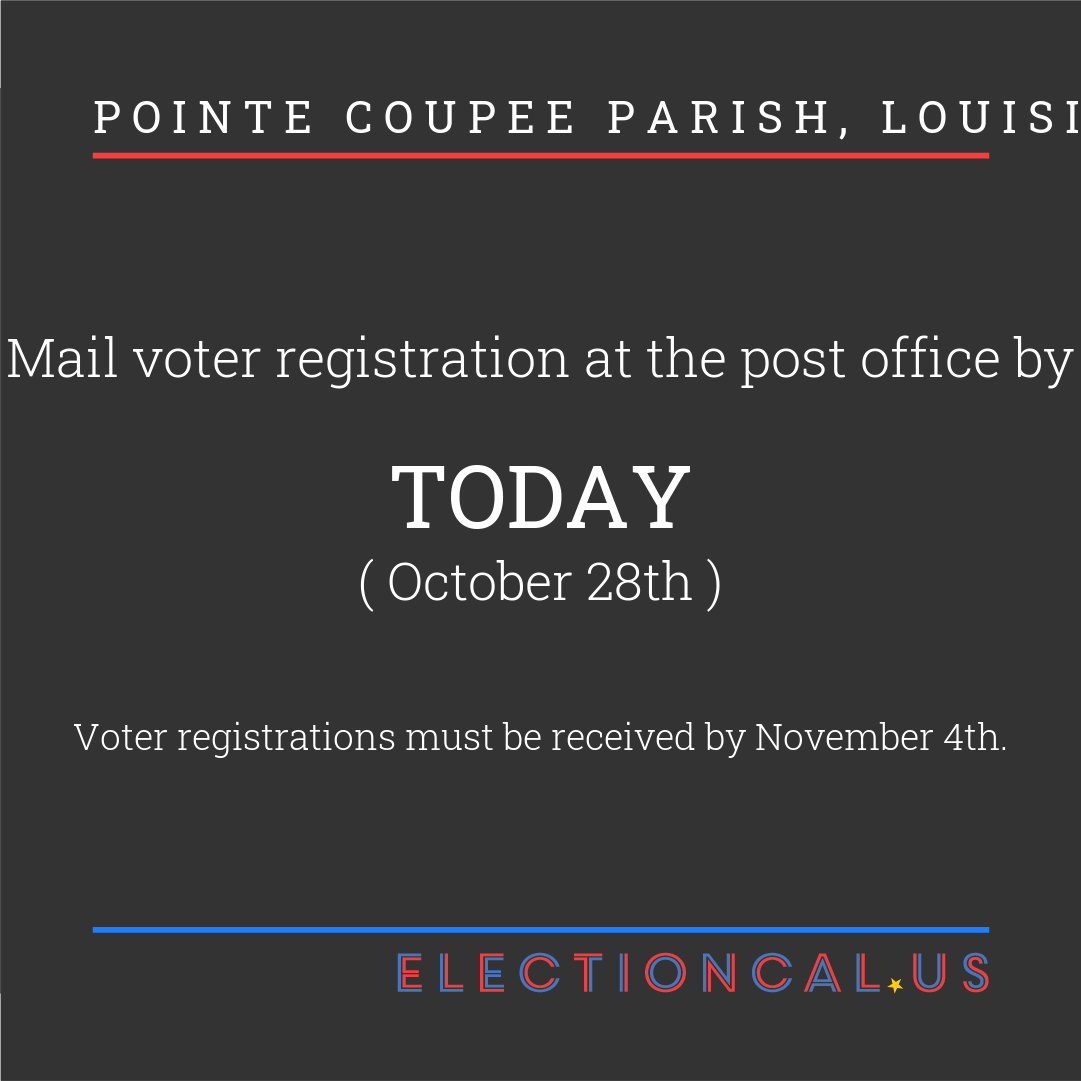 POINTE COUPEE PARISH, LOUISI
Mail voter registration at the post office by
TODAY
( October 28th )
Voter registrations must be received by November 4th.
ELECTIONCAL.US